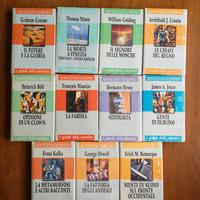 Graham Greene
IL POTERE
E LA GLORIA
Thomas Mann
LA MORTE
A VENEZIA
TRISTANO - TONIO KRÖGER
William Golding
IL SIGNORE
DELLE MOSCHE
Archibald J. Cronin
LE CHIAVI
DEL REGNO
Heinrich Böll
OPINIONI
DI UN CLOWN
François Mauriac
LA FARISEA
Hermann Hesse
SIDDHARTA
James A. Joyce
GENTE
DI DUBLINO
Franz Kafka
LA METAMORFOSI
E ALTRI RACCONTI
George Orwell
LA FATTORIA
DEGLI ANIMALI
Erich M. Remarque
NIENTE DI NUOVO
SUL FRONTE
OCCIDENTALE